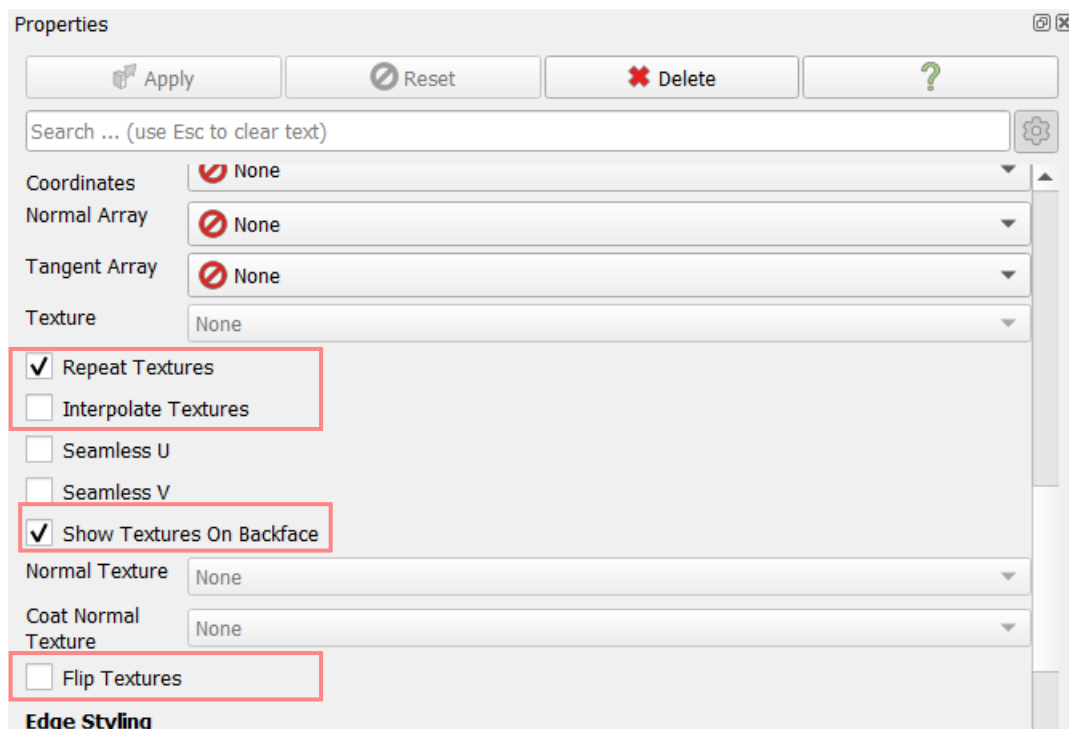 Properties
Apply Reset Delete ?
Search ... (use Esc to clear text)
Coordinates None
Normal Array None
Tangent Array None
Texture None
Repeat Textures
Interpolate Textures
Seamless U
Seamless V
Show Textures On Backface
Normal Texture None
Coat Normal
Texture None
Flip Textures
Edge Styling